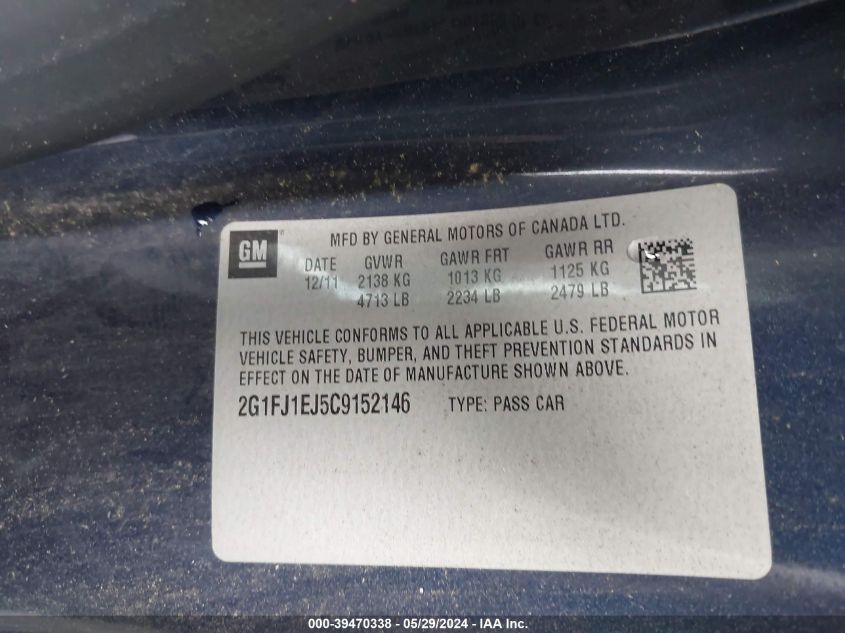 GM
MFD BY GENERAL MOTORS OF CANADA LTD.
DATE GVWR GAWR FRT GAWR RR
12/11 2138 KG 1013 KG 1125 KG
4713 LB 2234 LB 2479 LB
THIS VEHICLE CONFORMS TO ALL APPLICABLE U.S. FEDERAL MOTOR
VEHICLE SAFETY, BUMPER, AND THEFT PREVENTION STANDARDS IN
EFFECT ON THE DATE OF MANUFACTURE SHOWN ABOVE.
2G1FJ1EJ5C9152146 TYPE: PASS CAR
000-39470338 - 05/29/2024 - IAA Inc.